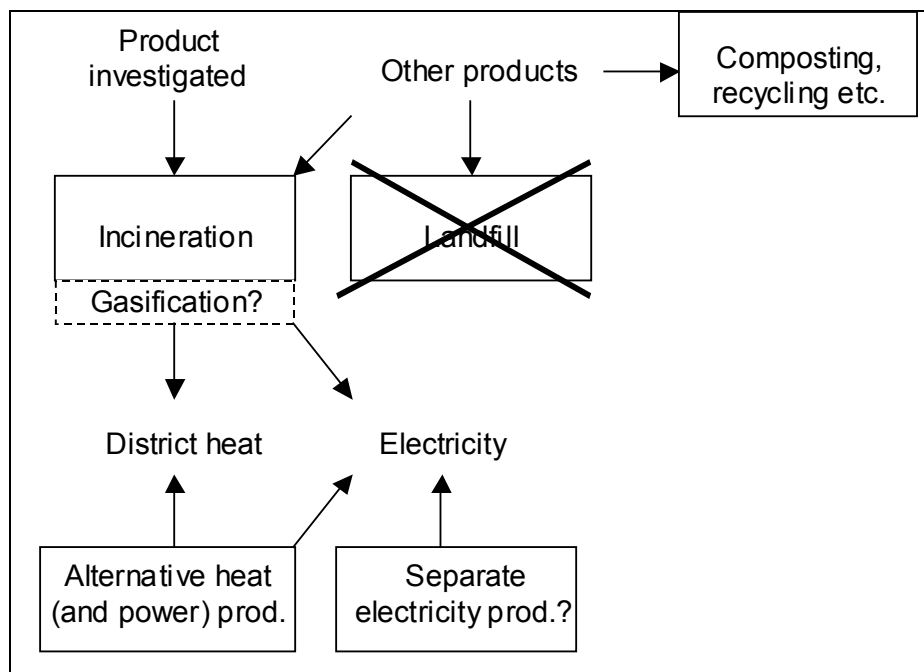 Product
investigated
Other products
Composting,
recycling etc.
Incineration
Landfill
Gasification?
District heat
Electricity
Alternative heat
(and power) prod.
Separate
electricity prod.?